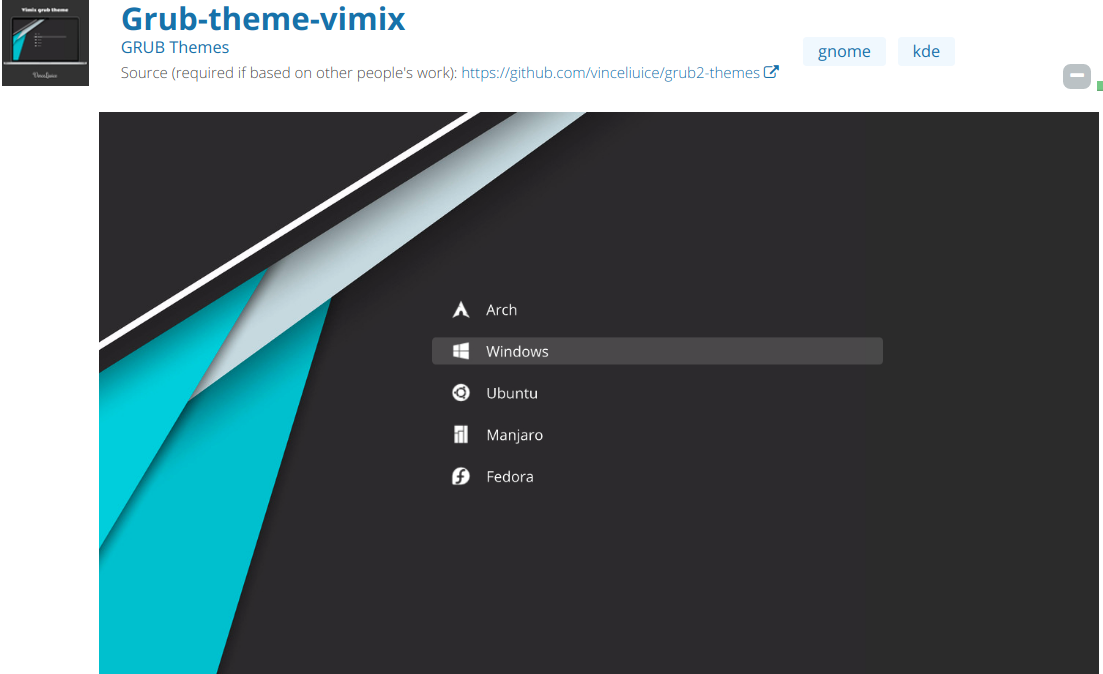 Vimix grub theme
Grub-theme-vimix
GRUB Themes
Source (required if based on other people's work): https://github.com/vinceliuice/grub2-themes
gnome
kde
Arch
Windows
Ubuntu
Manjaro
Fedora